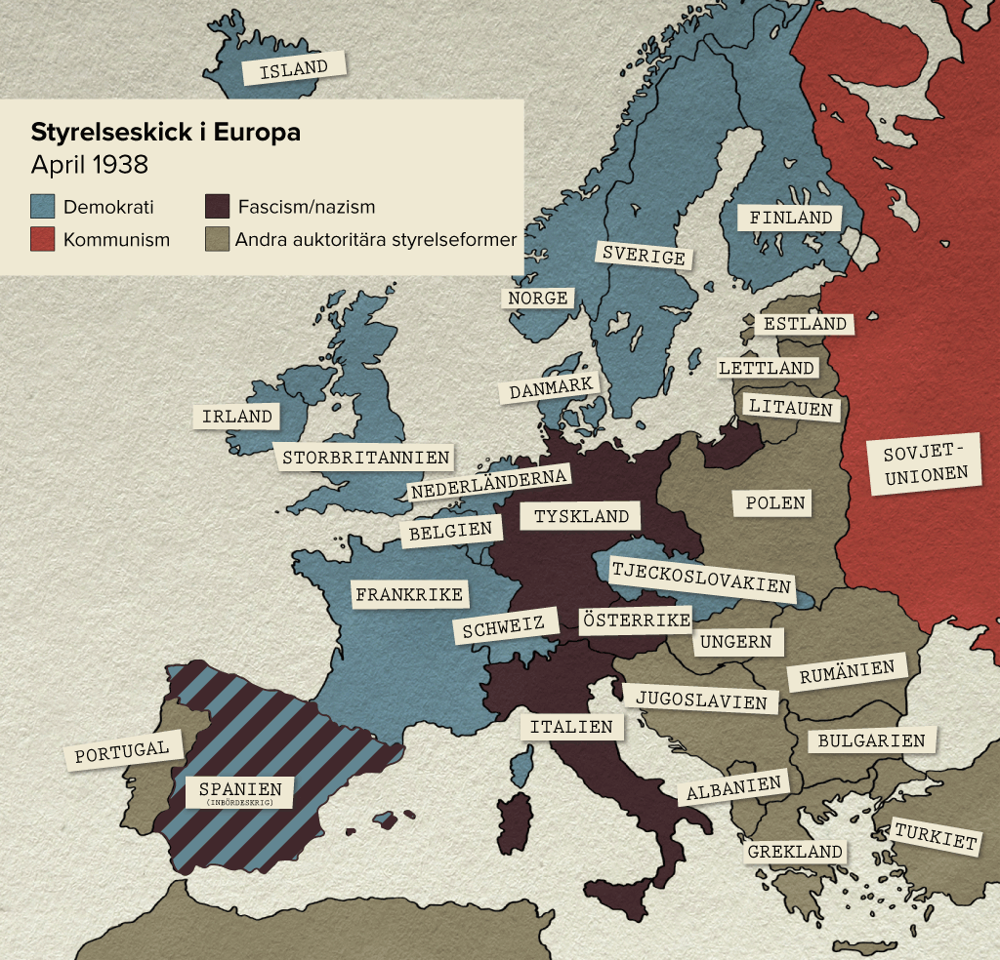 ISLAND
Styrelseskick i Europa
April 1938
Demokrati
Fascism/nazism
Kommunism
Andra auktoritära styrelseformer
FINLAND
SVERIGE
NORGE
ESTLAND
LETTLAND
DANMARK
LITAUEN
IRLAND
STORBRITANNIEN
SOVJET-
UNIONEN
NEDERLÄNDERNA
POLEN
TYSKLAND
BELGIEN
TJECKOSLOVAKIEN
FRANKRIKE
SCHWEIZ
ÖSTERRIKE
UNGERN
RUMÄNIEN
JUGOSLAVIEN
ITALIEN
BULGARIEN
PORTUGAL
SPANIEN
(INBÖRDESKRIG)
ALBANIEN
TURKIET
GREKLAND